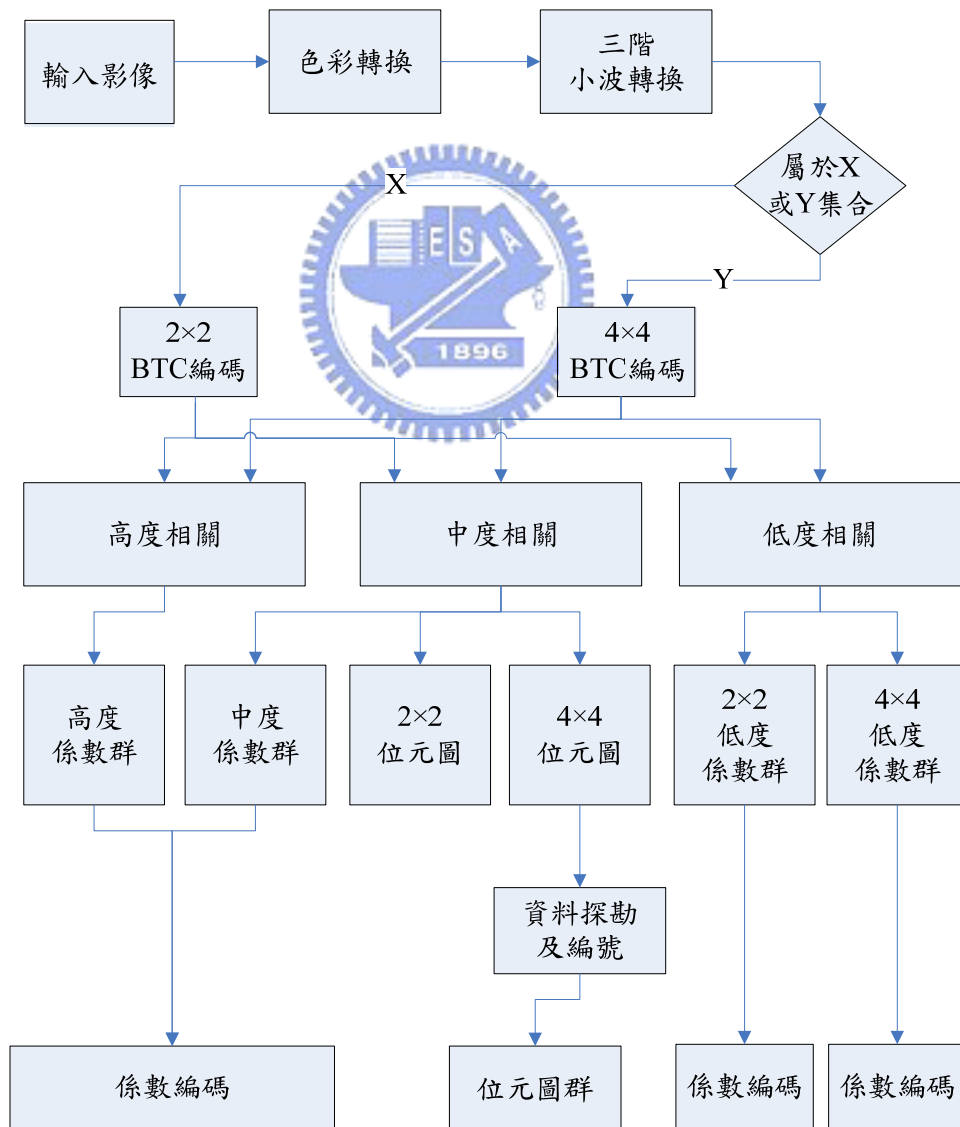 輸入影像
色彩轉換
三階
小波轉換
屬於X
或Y集合
X
Y
ESA
1896
2×2
BTC編碼
4×4
BTC編碼
高度相關
中度相關
低度相關
高度
係數群
中度
係數群
2×2
位元圖
4×4
位元圖
2×2
低度
係數群
4×4
低度
係數群
資料探勘
及編號
係數編碼
位元圖群
係數編碼
係數編碼